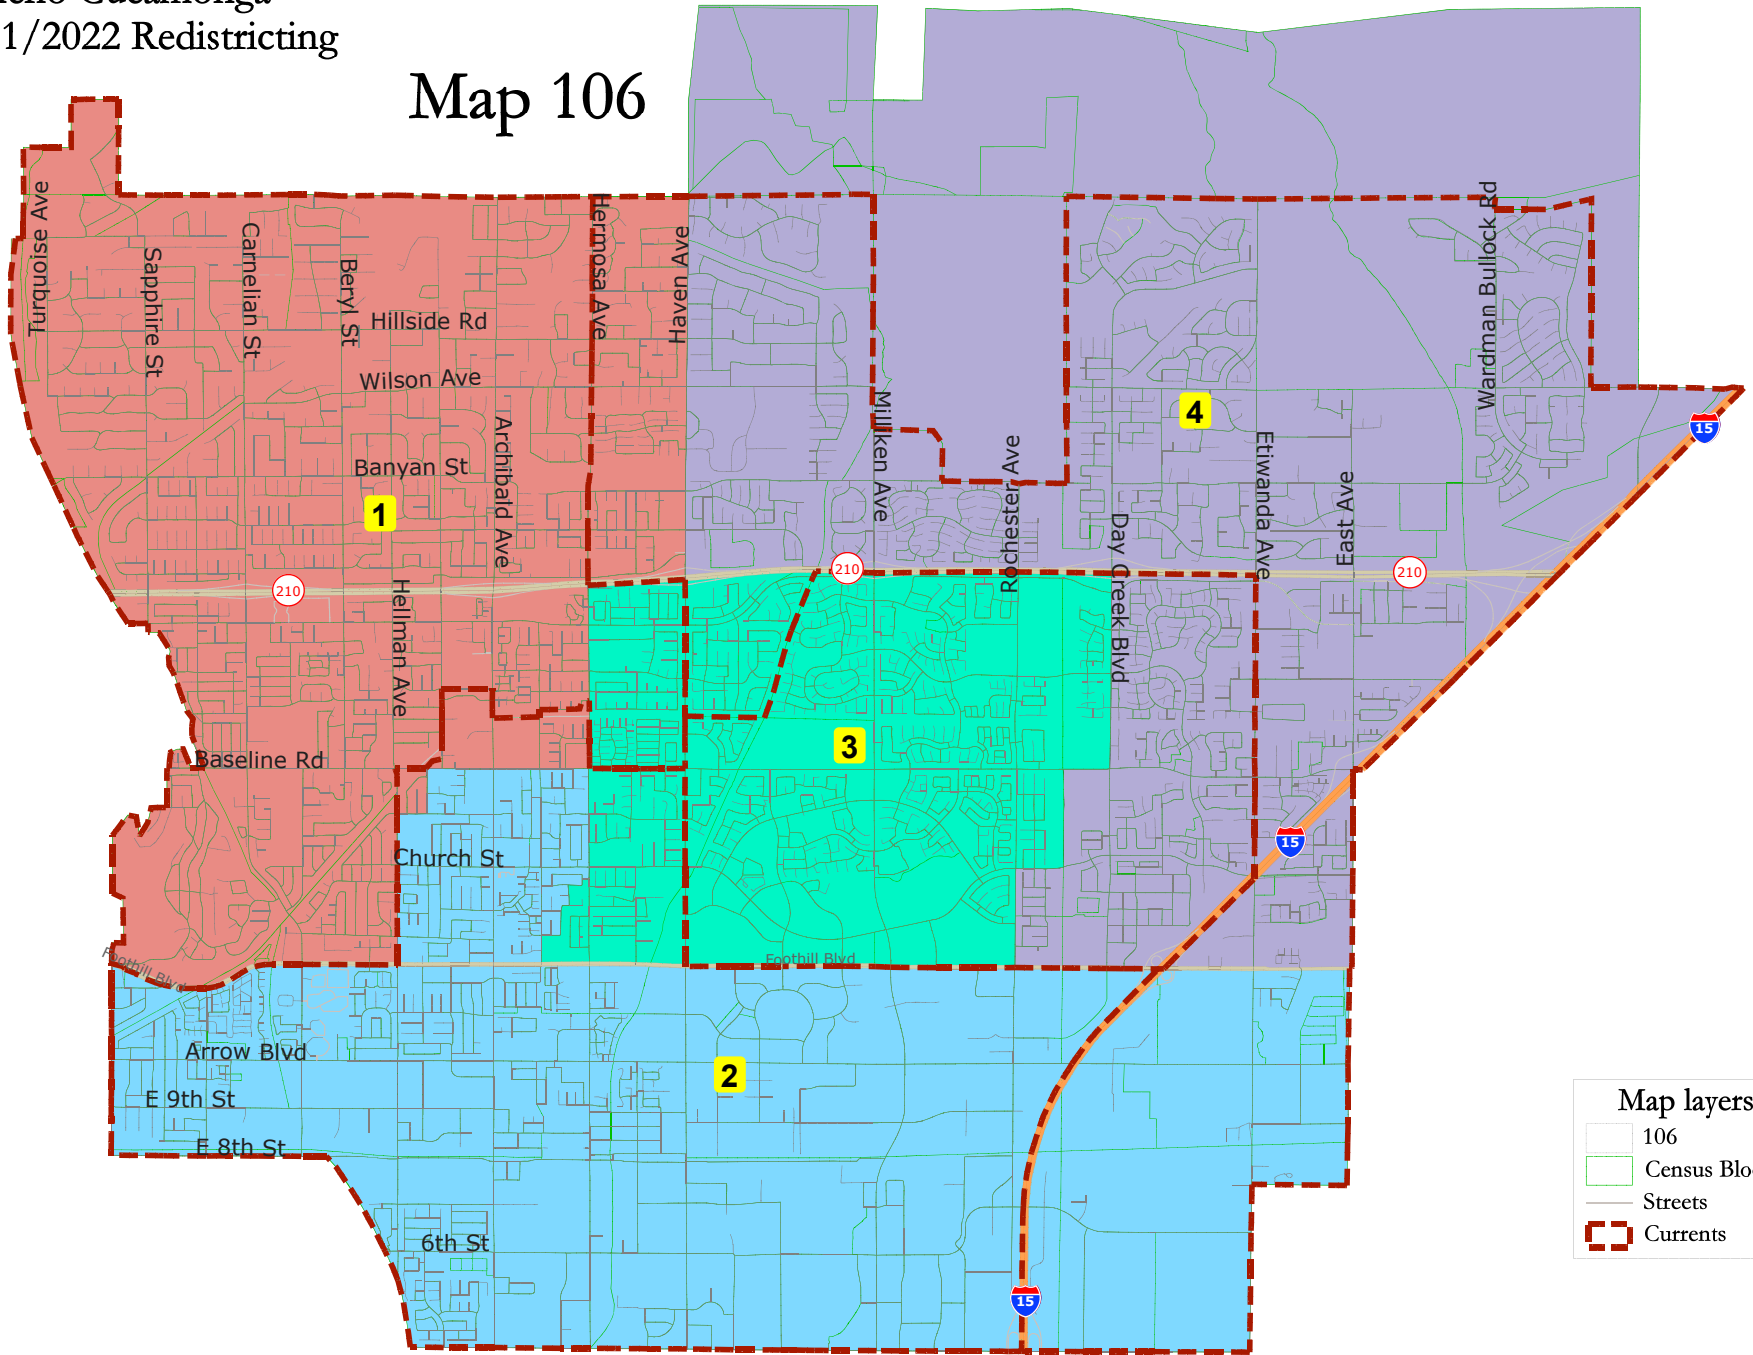 1/2022 Redistricting
Map 106
Turquoise Ave
Sapphire St
Carnelian St
Beryl St
Hermosa Ave
Haven Ave
Hillside Rd
Wilson Ave
Banyan St
Archibald Ave
Milliken Ave
Rochester Ave
Day Creek Blvd
Etiwanda Ave
East Ave
Wardman Bullock Rd
4
15
1
210
210
210
Hellman Ave
Baseline Rd
3
15
Church St
Foothill Blvd
Foothill Blvd
Arrow Blvd
2
E 9th St
E 8th St
6th St
15
Map layers
106
Census
Streets
Currents